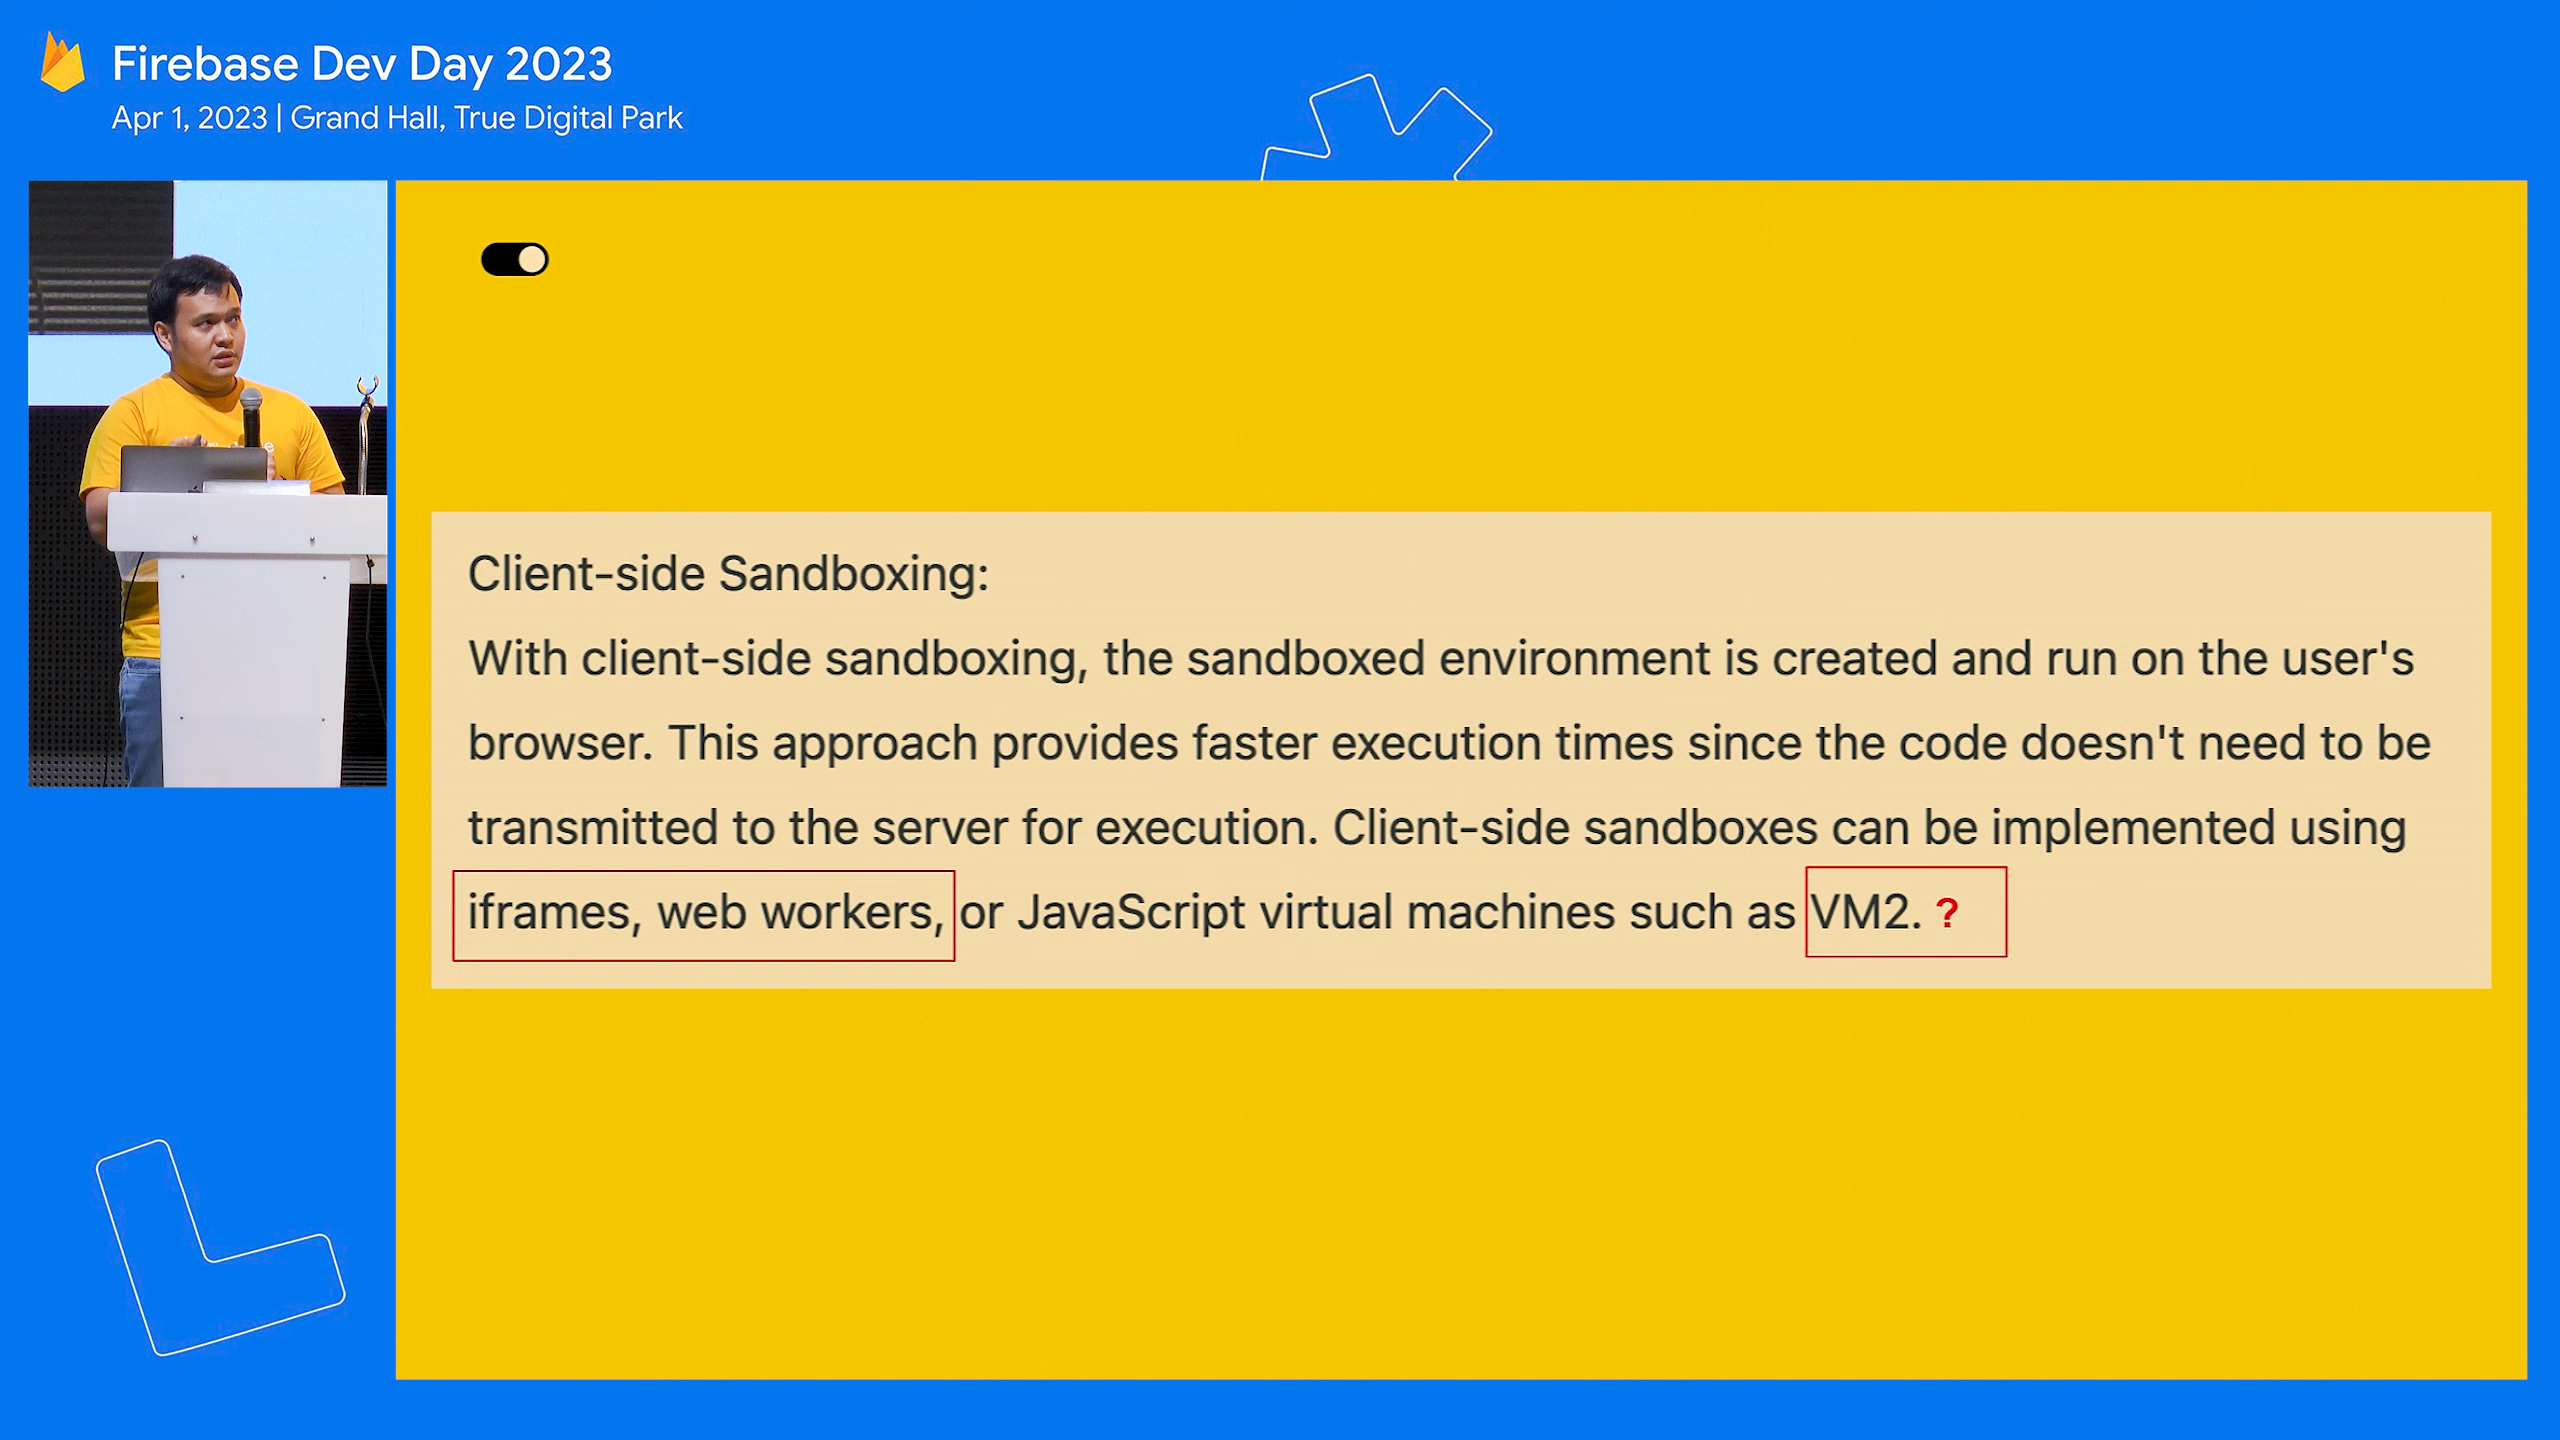 Firebase Dev Day 2023
Apr 1, 2023 | Grand Hall, True Digital Park
Client-side Sandboxing:
With client-side sandboxing, the sandboxed environment is created and run on the user's
browser. This approach provides faster execution times since the code doesn't need to be
transmitted to the server for execution. Client-side sandboxes can be implemented using
iframes, web workers, or JavaScript virtual machines such as VM2. ?